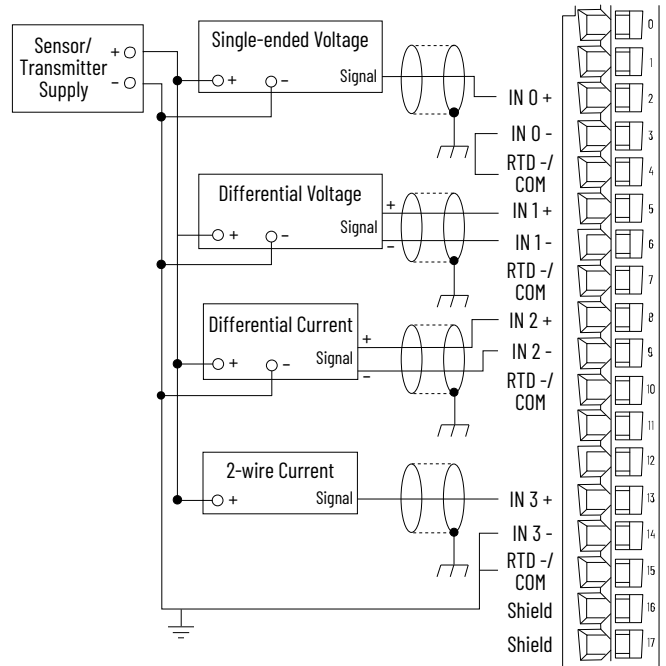 Sensor/
Transmitter
Supply
+
-
Single-ended Voltage
Signal
+
-
Differential Voltage
Signal
+
-
+
-
Differential Current
Signal
+
-
+
-
2-wire Current
Signal
+
IN 0 +
IN 0 -
RTD -/
COM
IN 1 +
IN 1 -
RTD -/
COM
IN 2 +
IN 2 -
RTD -/
COM
IN 3 +
IN 3 -
RTD -/
COM
Shield
Shield
0
1
2
3
4
5
6
7
8
9
10
11
12
13
14
15
16
17